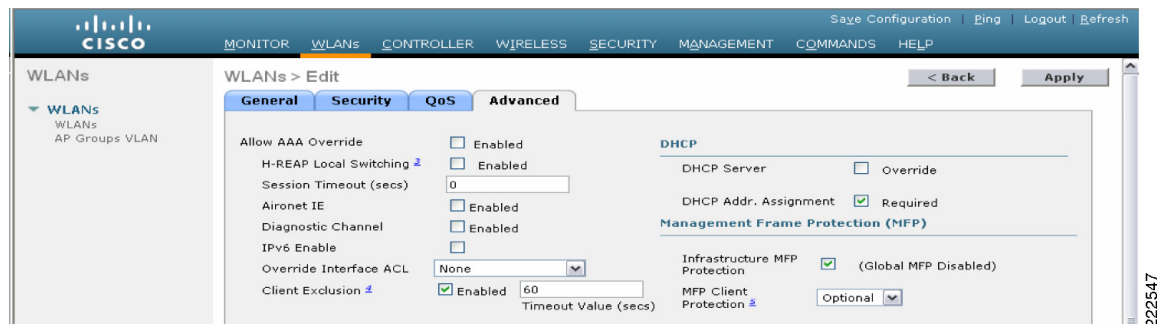 Save Configuration | Ping | Logout | Refresh
CISCO
MONITOR WLANs CONTROLLER WIRELESS SECURITY MANAGEMENT COMMANDS HELP
WLANs
WLANs > Edit
< Back
Apply
WLANs
WLANs
AP Groups VLAN
General
Security
QoS
Advanced
Allow AAA Override Enabled
H-REAP Local Switching 3 Enabled
Session Timeout (secs) 0
Aironet IE Enabled
Diagnostic Channel Enabled
IPv6 Enable
Override Interface ACL None
Client Exclusion 4 Enabled 60
Timeout Value (secs)
DHCP
DHCP Server Override
DHCP Addr. Assignment Required
Management Frame Protection (MFP)
Infrastructure MFP
Protection
(Global MFP Disabled)
MFP Client
Protection 5
Optional
222547